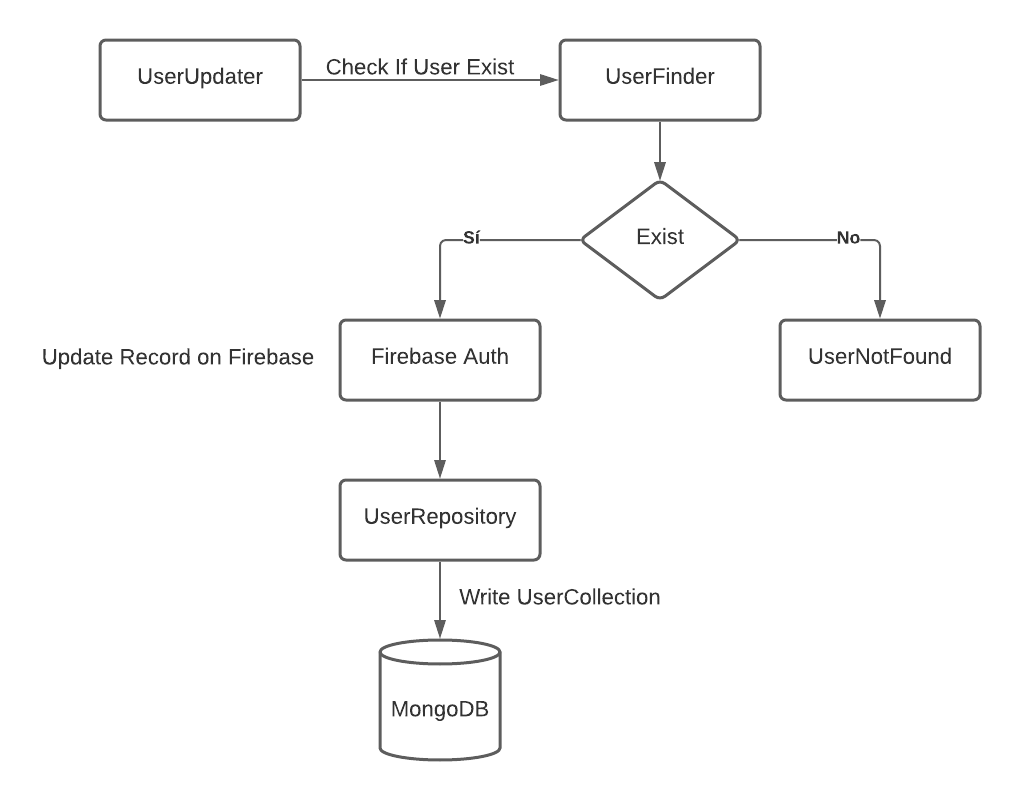 UserUpdater
Check If User Exist
UserFinder
Exist
Sí
No
Update Record on Firebase
Firebase Auth
UserNotFound
UserRepository
Write UserCollection
MongoDB